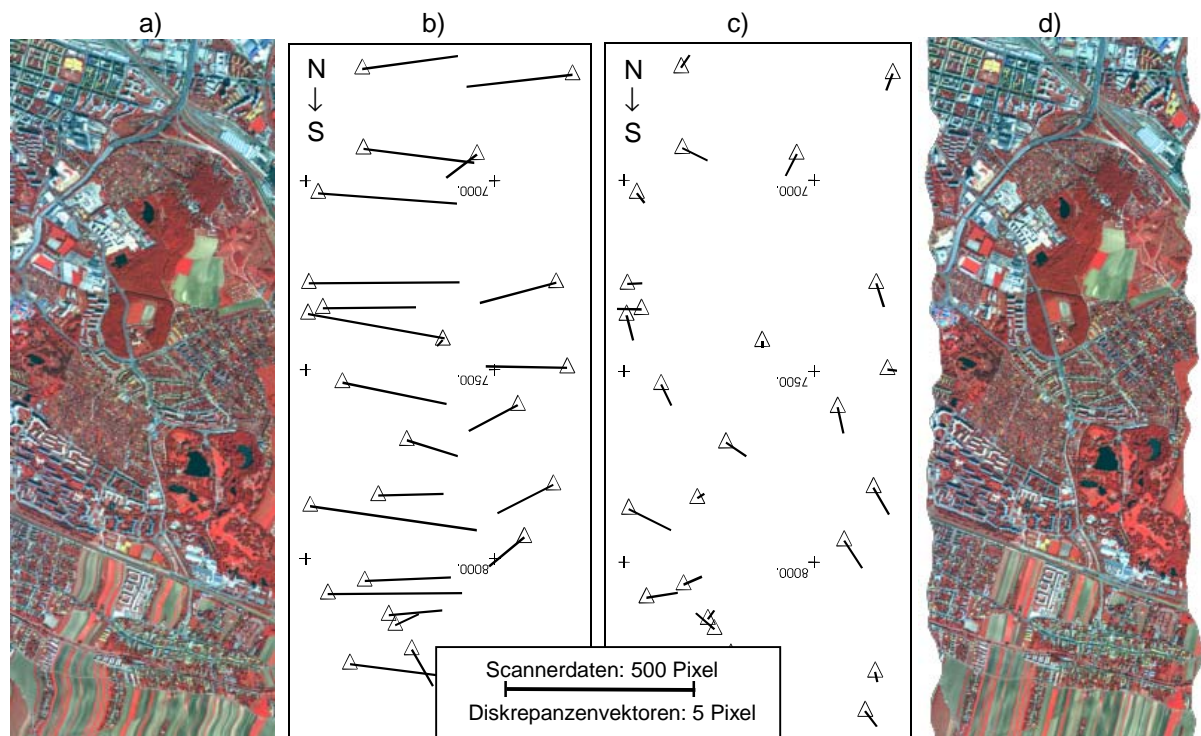 a)
b)
c)
d)
N
S
7000.
7500.
8000.
N
S
7000.
7500.
8000.
Scannerdaten: 500 Pixel
Diskrepanzenvektoren: 5 Pixel